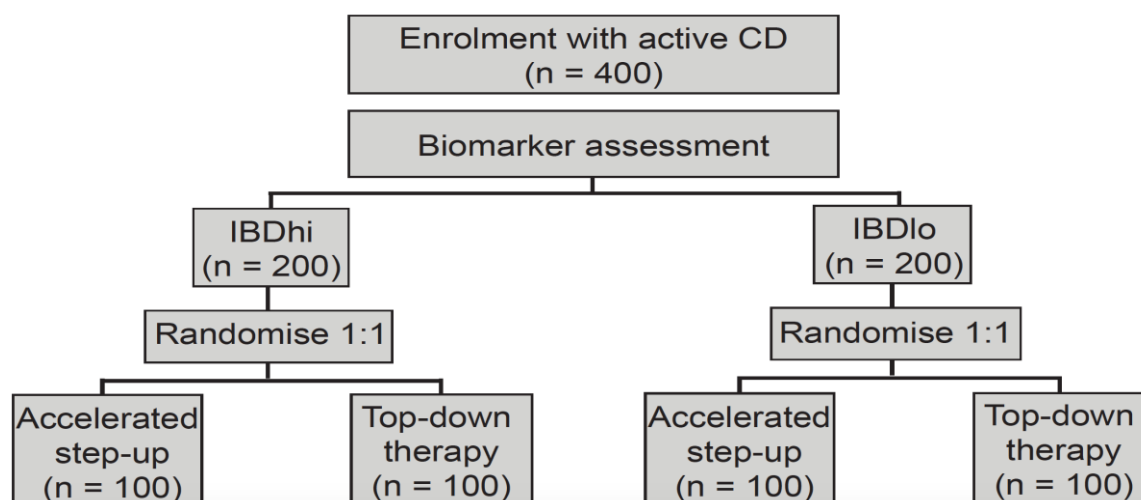 Enrolment with active CD
(n = 400)
Biomarker assessment
IBDhi
(n = 200)
IBDlo
(n = 200)
Randomise 1:1
Randomise 1:1
Accelerated
step-up
(n = 100)
Top-down
therapy
(n = 100)
Accelerated
step-up
(n = 100)
Top-down
therapy
(n = 100)